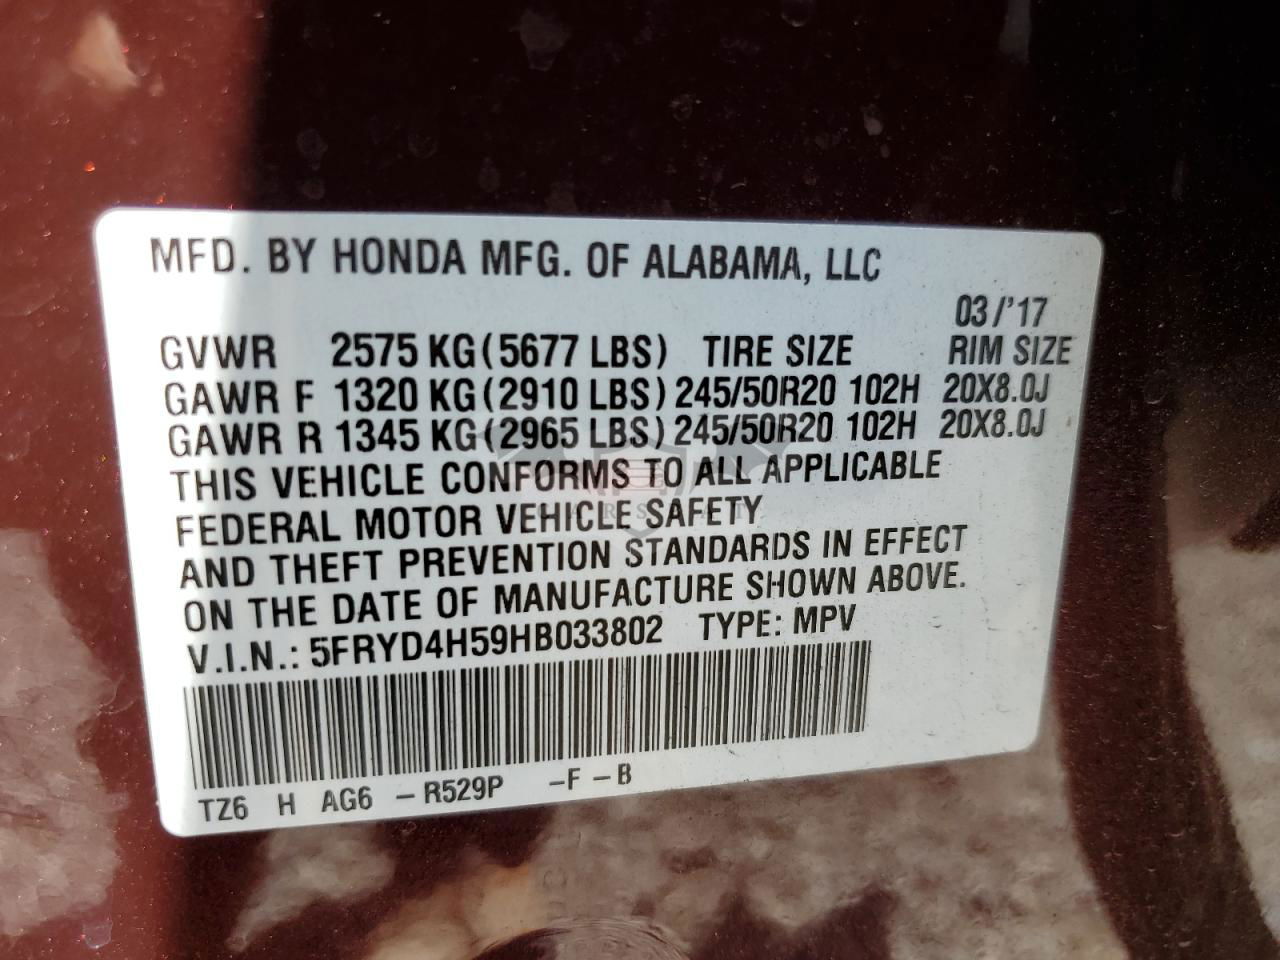 MFD. BY HONDA MFG. OF ALABAMA, LLC
03/'17
GVWR 2575 KG(5677 LBS) TIRE SIZE RIM SIZE
GAWR F 1320 KG(2910 LBS) 245/50R20 102H 20X8.0J
GAWR R 1345 KG(2965 LBS) 245/50R20 102H 20X8.0J
THIS VEHICLE CONFORMS TO ALL APPLICABLE
FEDERAL MOTOR VEHICLE SAFETY
AND THEFT PREVENTION STANDARDS IN EFFECT
ON THE DATE OF MANUFACTURE SHOWN ABOVE.
V.I.N.: 5FRYD4H59HB033802 TYPE: MPV
TZ6 H AG6 -R529P -F-B